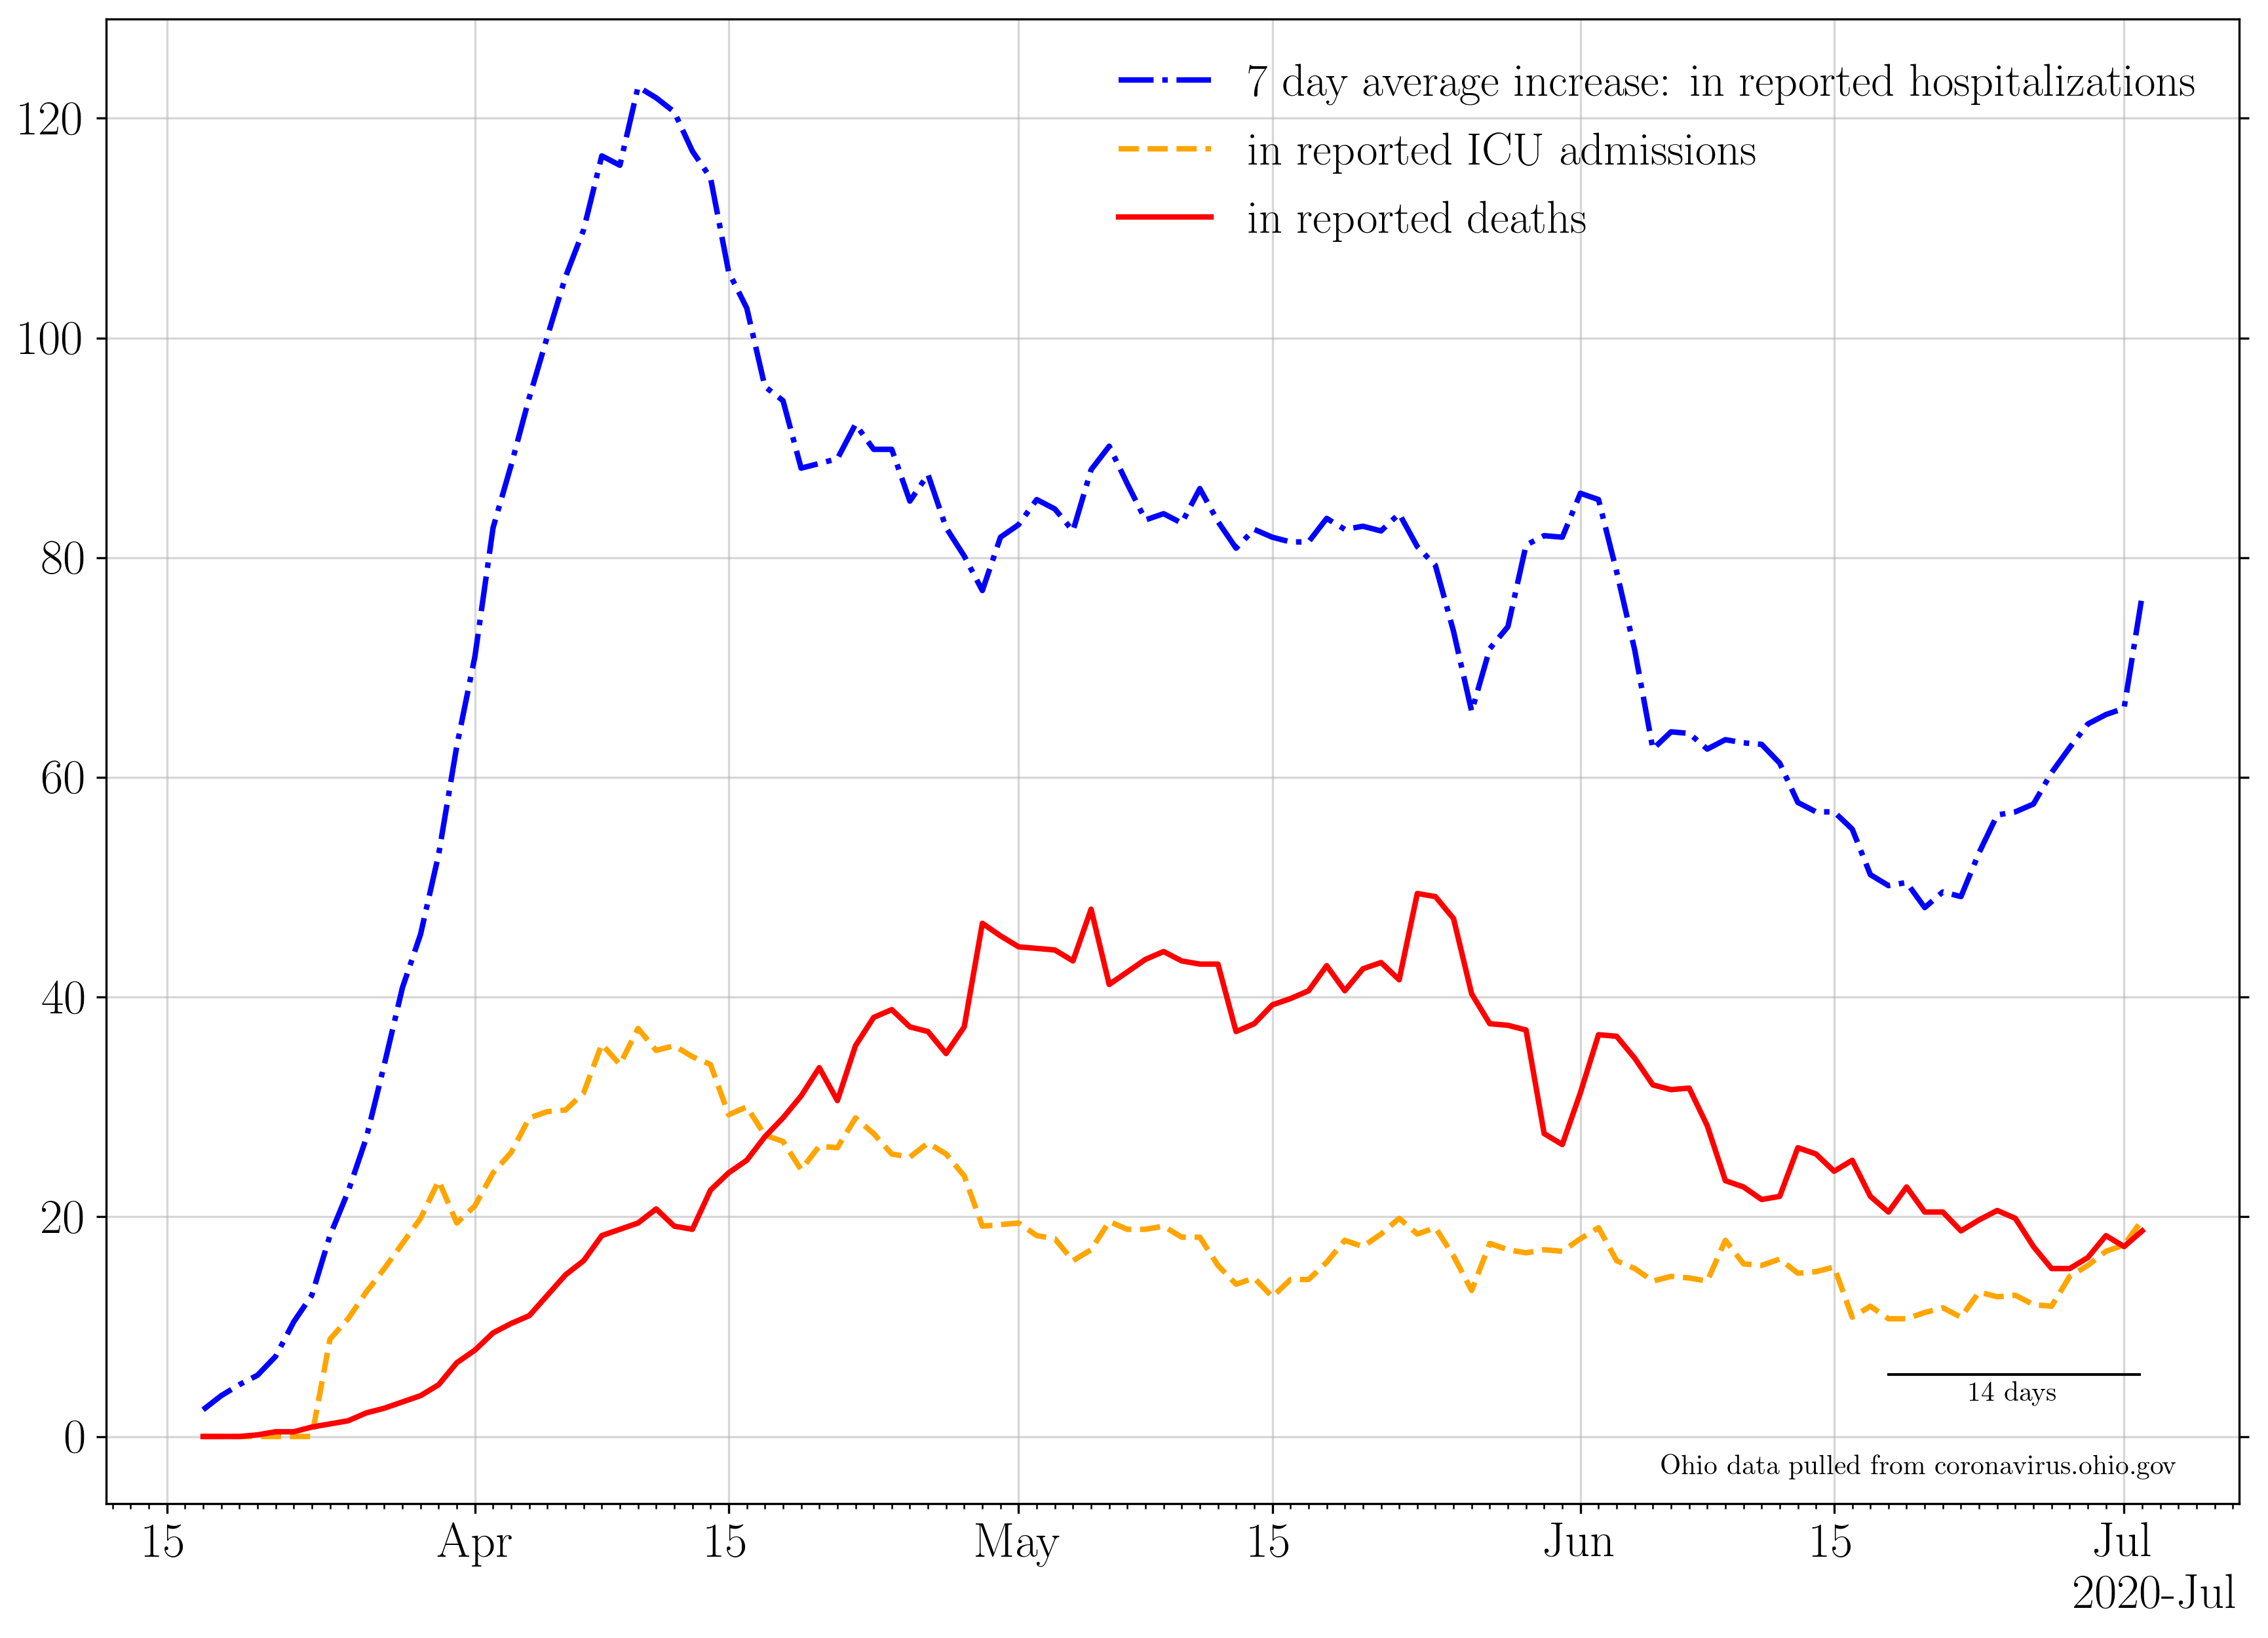 7 day average increase: in reported hospitalizations
in reported ICU admissions
in reported deaths
120
100
80
60
40
20
0
14 days
Ohio data pulled from coronavirus.ohio.gov
15 Apr 15 May 15 Jun 15 Jul
2020-Jul